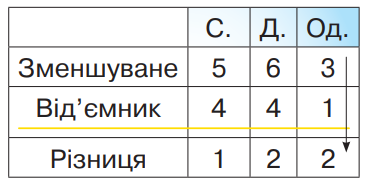 С. Д. Од.
Зменшуване 5 6 3
Від’ємник 4 4 1
Різниця 1 2 2